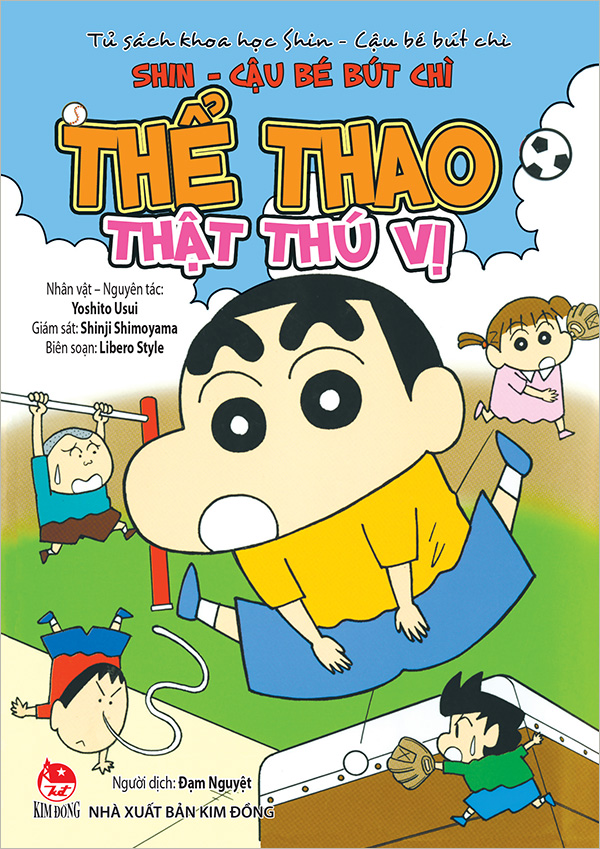 Tủ sách khoa học Shin - Cậu bé bút chì
SHIN - CẬU BÉ BÚT CHÌ
THỂ THAO
THẬT THÚ VỊ
Nhân vật – Nguyên tác:
Yoshito Usui
Giám sát: Shinji Shimoyama
Biên soạn: Libero Style
Người dịch: Đạm Nguyệt
kđ
KIM ĐỒNG
NHÀ XUẤT BẢN KIM ĐỒNG